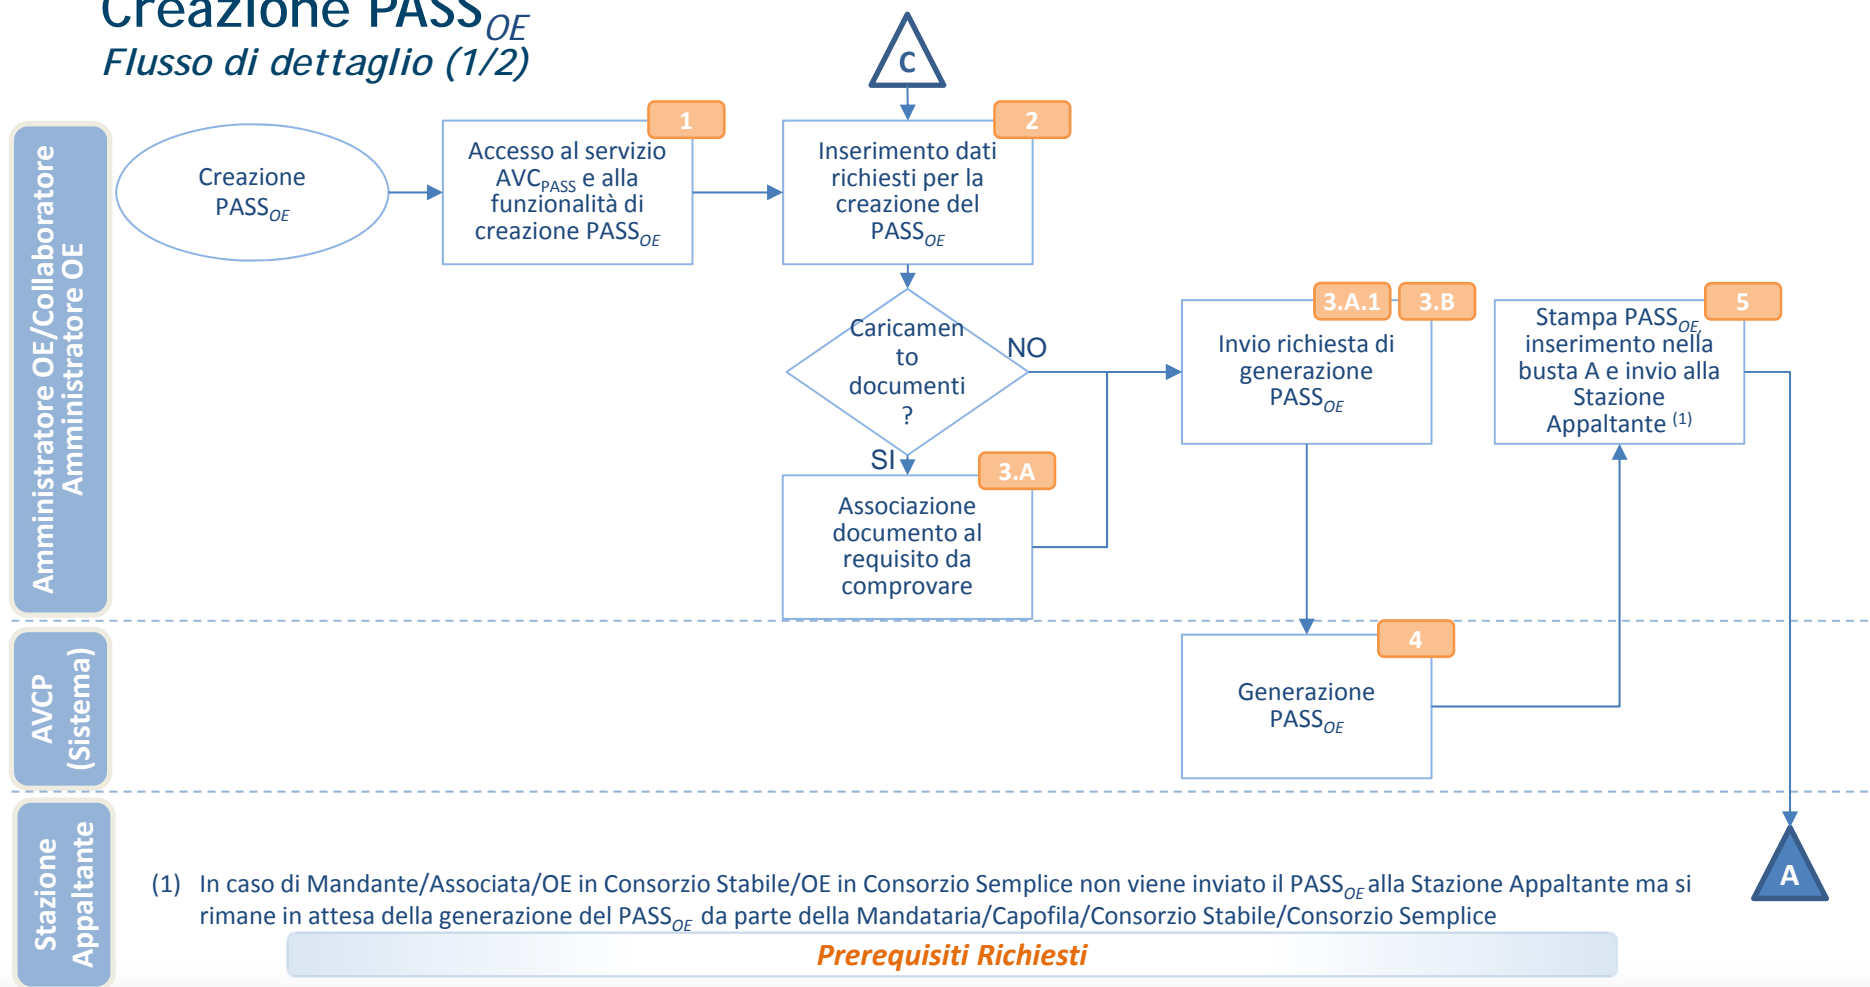 Creazione PASSOE
Flusso di dettaglio (1/2)
C
Amministratore OE/Collaboratore
Amministratore OE
Creazione
PASSOE
1
Accesso al servizio
AVCPASS e alla
funzionalità di
creazione PASSOE
2
Inserimento dati
richiesti per la
creazione del
PASSOE
Caricamen
to
documenti
?
NO
SI
3.A
Associazione
documento al
requisito da
comprovare
3.A.1
3.B
Invio richiesta di
generazione
PASSOE
5
Stampa PASSOE,
inserimento nella
busta A e invio alla
Stazione
Appaltante (1)
AVCP
(Sistema)
4
Generazione
PASSOE
Stazione
Appaltante
A
(1) In caso di Mandante/Associata/OE in Consorzio Stabile/OE in Consorzio Semplice non viene inviato il PASSOE alla Stazione Appaltante ma si
rimane in attesa della generazione del PASSOE da parte della Mandataria/Capofila/Consorzio Stabile/Consorzio Semplice
Prerequisiti Richiesti